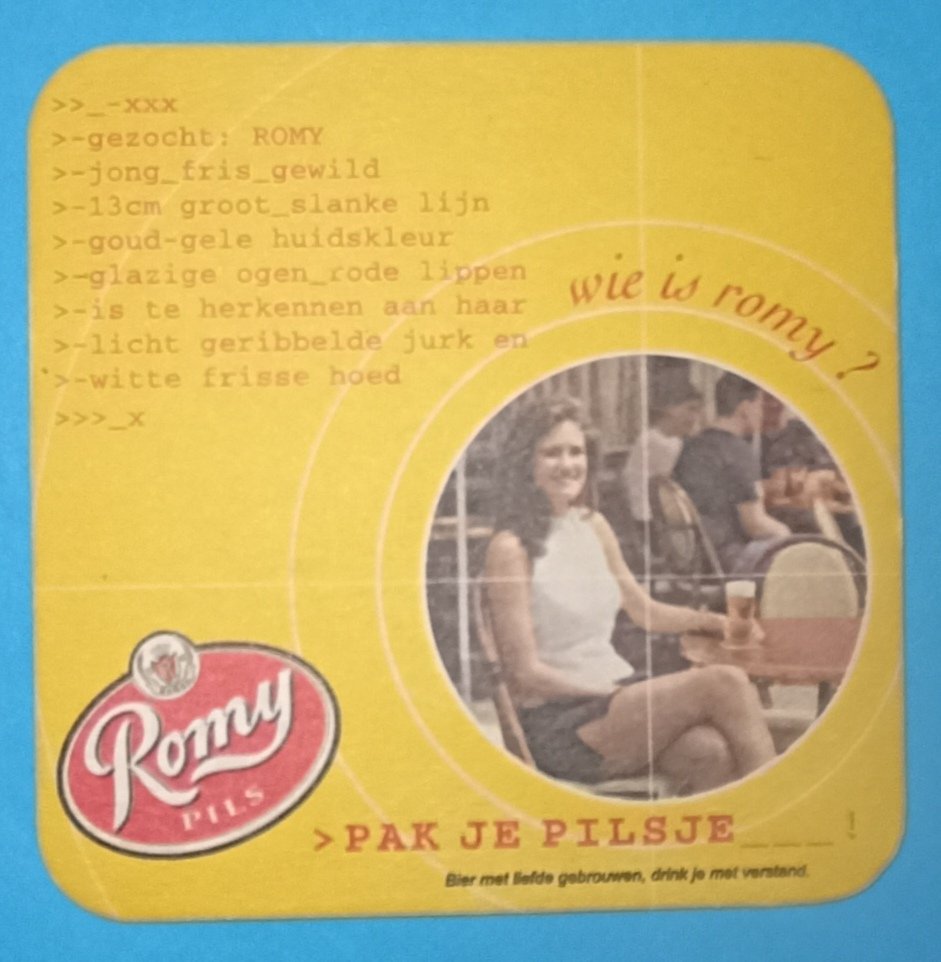 >>_-xxx
>-gezocht: ROMY
>-jong_fris_gewild
>-13cm groot_slanke lijn
>-goud-gele huidskleur
>-glazige ogen_rode lippen
>-is te herkennen aan haar
>-licht geribbelde jurk en
>-witte frisse hoed
>>>_x
wie is romy ?
Romy
PILS
>PAK JE PILSJE___
Bier met liefde gebrouwen, drink je met verstand.